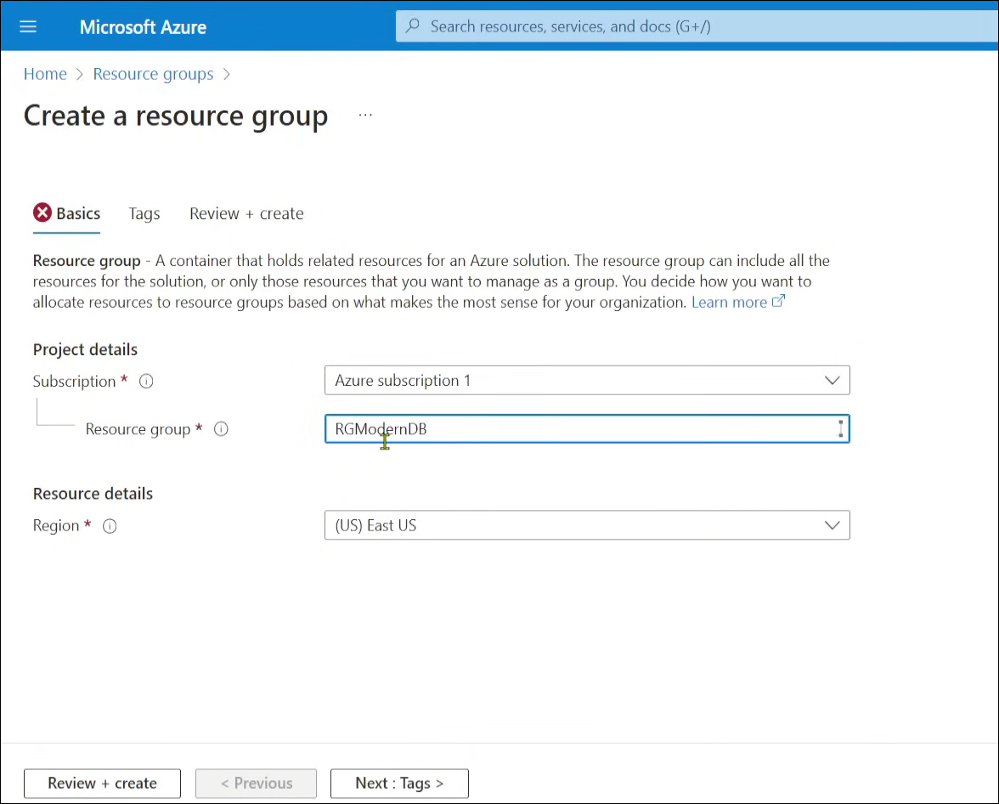 Microsoft Azure
Search resources, services, and docs (G+/)
Home > Resource groups >
Create a resource group ...
Basics Tags Review + create
Resource group - A container that holds related resources for an Azure solution. The resource group can include all the
resources for the solution, or only those resources that you want to manage as a group. You decide how you want to
allocate resources to resource groups based on what makes the most sense for your organization. Learn more
Project details
Subscription * Azure subscription 1
Resource group * RGModernDB
Resource details
Region * (US) East US
Review + create < Previous Next : Tags >